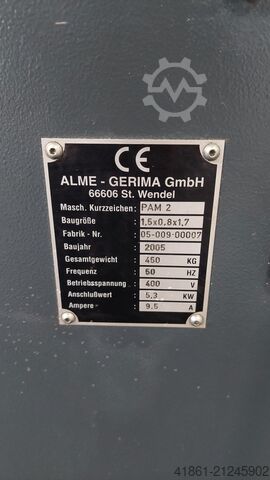 CE
ALME - GERIMA GmbH
66606 St. Wendel
Masch. Kurzzeichen: PAM 2
Baugröße : 1,5x0,8x1,7
Fabrik - Nr. : 05-009-00007
Baujahr : 2005
Gesamtgewicht : 450 KG
Frequenz : 50 HZ
Betriebsspannung : 400 V
Anschlußwert : 5,3 KW
Ampere : 9,5 A
41861-21245902